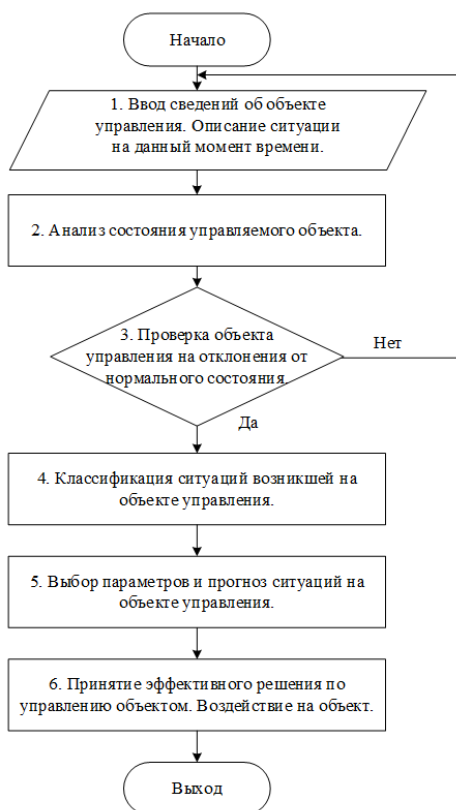 Начало
1. Ввод сведений об объекте
управления. Описание ситуации
на данный момент времени.
2. Анализ состояния управляемого объекта.
3. Проверка объекта
управления на отклонения от
нормального состояния.
Нет
Да
4. Классификация ситуаций возникшей на
объекте управления.
5. Выбор параметров и прогноз ситуаций на
объекте управления.
6. Принятие эффективного решения по
управлению объектом. Воздействие на объект.
Выход